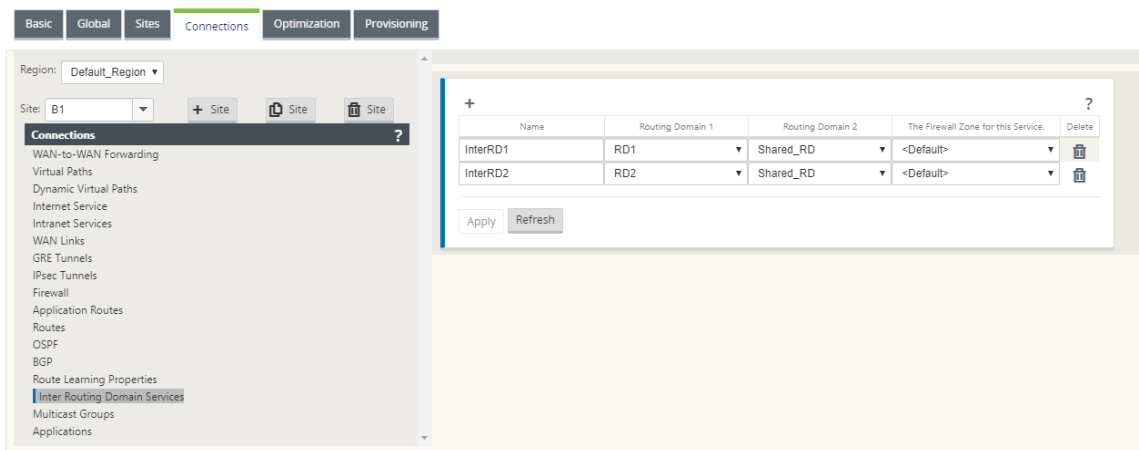 Basic Global Sites Connections Optimization Provisioning
Region: Default_Region
Site: B1 + Site Site Site
Connections ?
WAN-to-WAN Forwarding
Virtual Paths
Dynamic Virtual Paths
Internet Service
Intranet Services
WAN Links
GRE Tunnels
IPsec Tunnels
Firewall
Application Routes
Routes
OSPF
BGP
Route Learning Properties
Inter Routing Domain Services
Multicast Groups
Applications
+ ?
Name Routing Domain 1 Routing Domain 2 The Firewall Zone for this Service. Delete
InterRD1 RD1 Shared_RD <Default>
InterRD2 RD2 Shared_RD <Default>
Apply Refresh